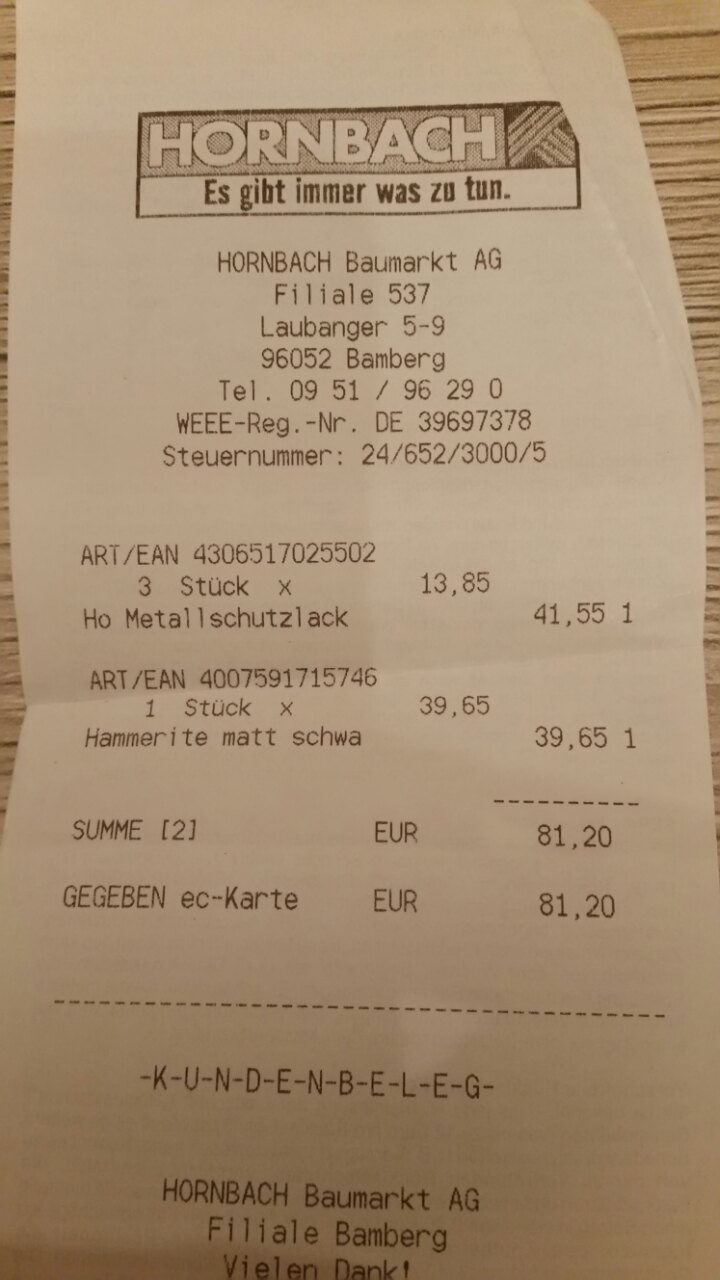 HORNBACH
Es gibt immer was zu tun.
HORNBACH Baumarkt AG
Filiale 537
Laubanger 5-9
96052 Bamberg
Tel. 09 51 / 96 29 0
WEEE-Reg.-Nr. DE 39697378
Steuernummer: 24/652/3000/5
ART/EAN 4306517025502
3 Stück x 13,85
Ho Metallschutzlack 41,55 1
ART/EAN 4007591715746
1 Stück x 39,65
Hammerite matt schwa 39,65 1
----------
SUMME [2] EUR 81,20
GEGEBEN ec-Karte EUR 81,20
------------------------------------------
-K-U-N-D-E-N-B-E-L-E-G-
HORNBACH Baumarkt AG
Filiale Bamberg
Vielen Dank!